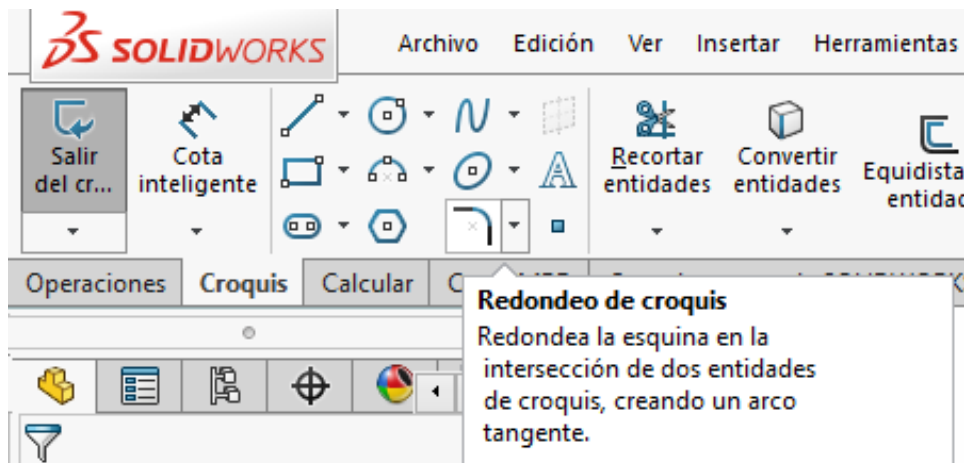 SOLIDWORKS
Archivo Edición Ver Insertar Herramientas
Salir
del cr...
Cota
inteligente
Recortar
entidades
Convertir
entidades
Equidista
entidad
Operaciones Croquis Calcular
Redondeo de croquis
Redondea la esquina en la
intersección de dos entidades
de croquis, creando un arco
tangente.